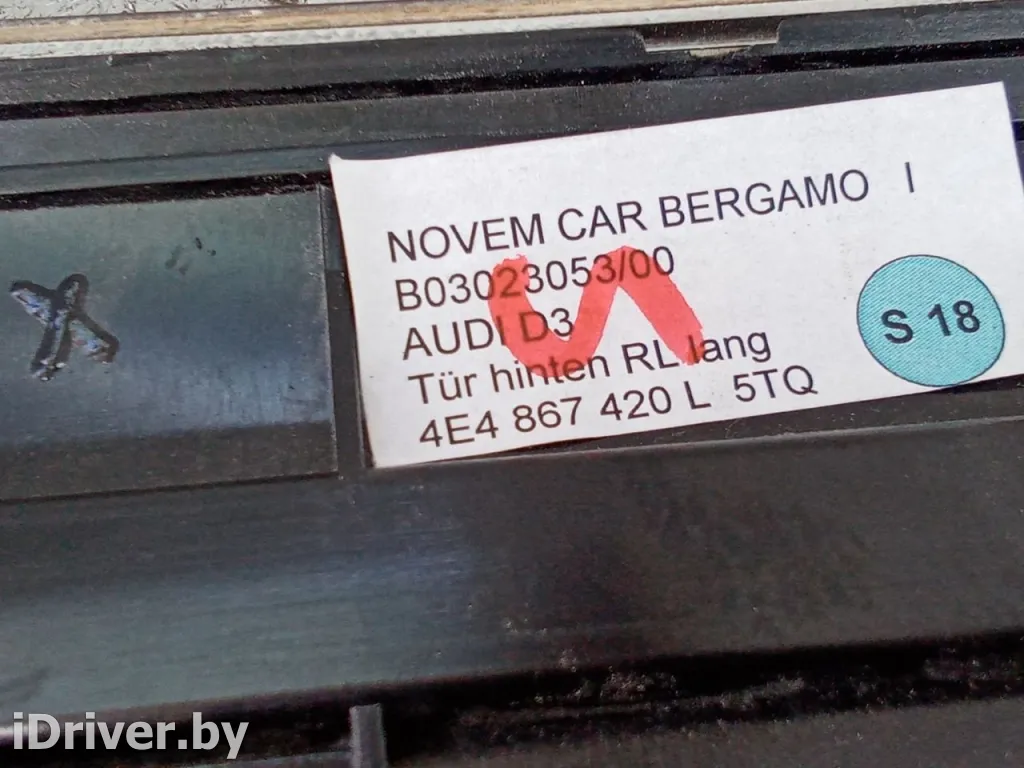 NOVEM CAR BERGAMO I
B03023053/00
AUDI D3
Tür hinten RL lang
4E4 867 420 L 5TQ
S 18
X
iDriver.by